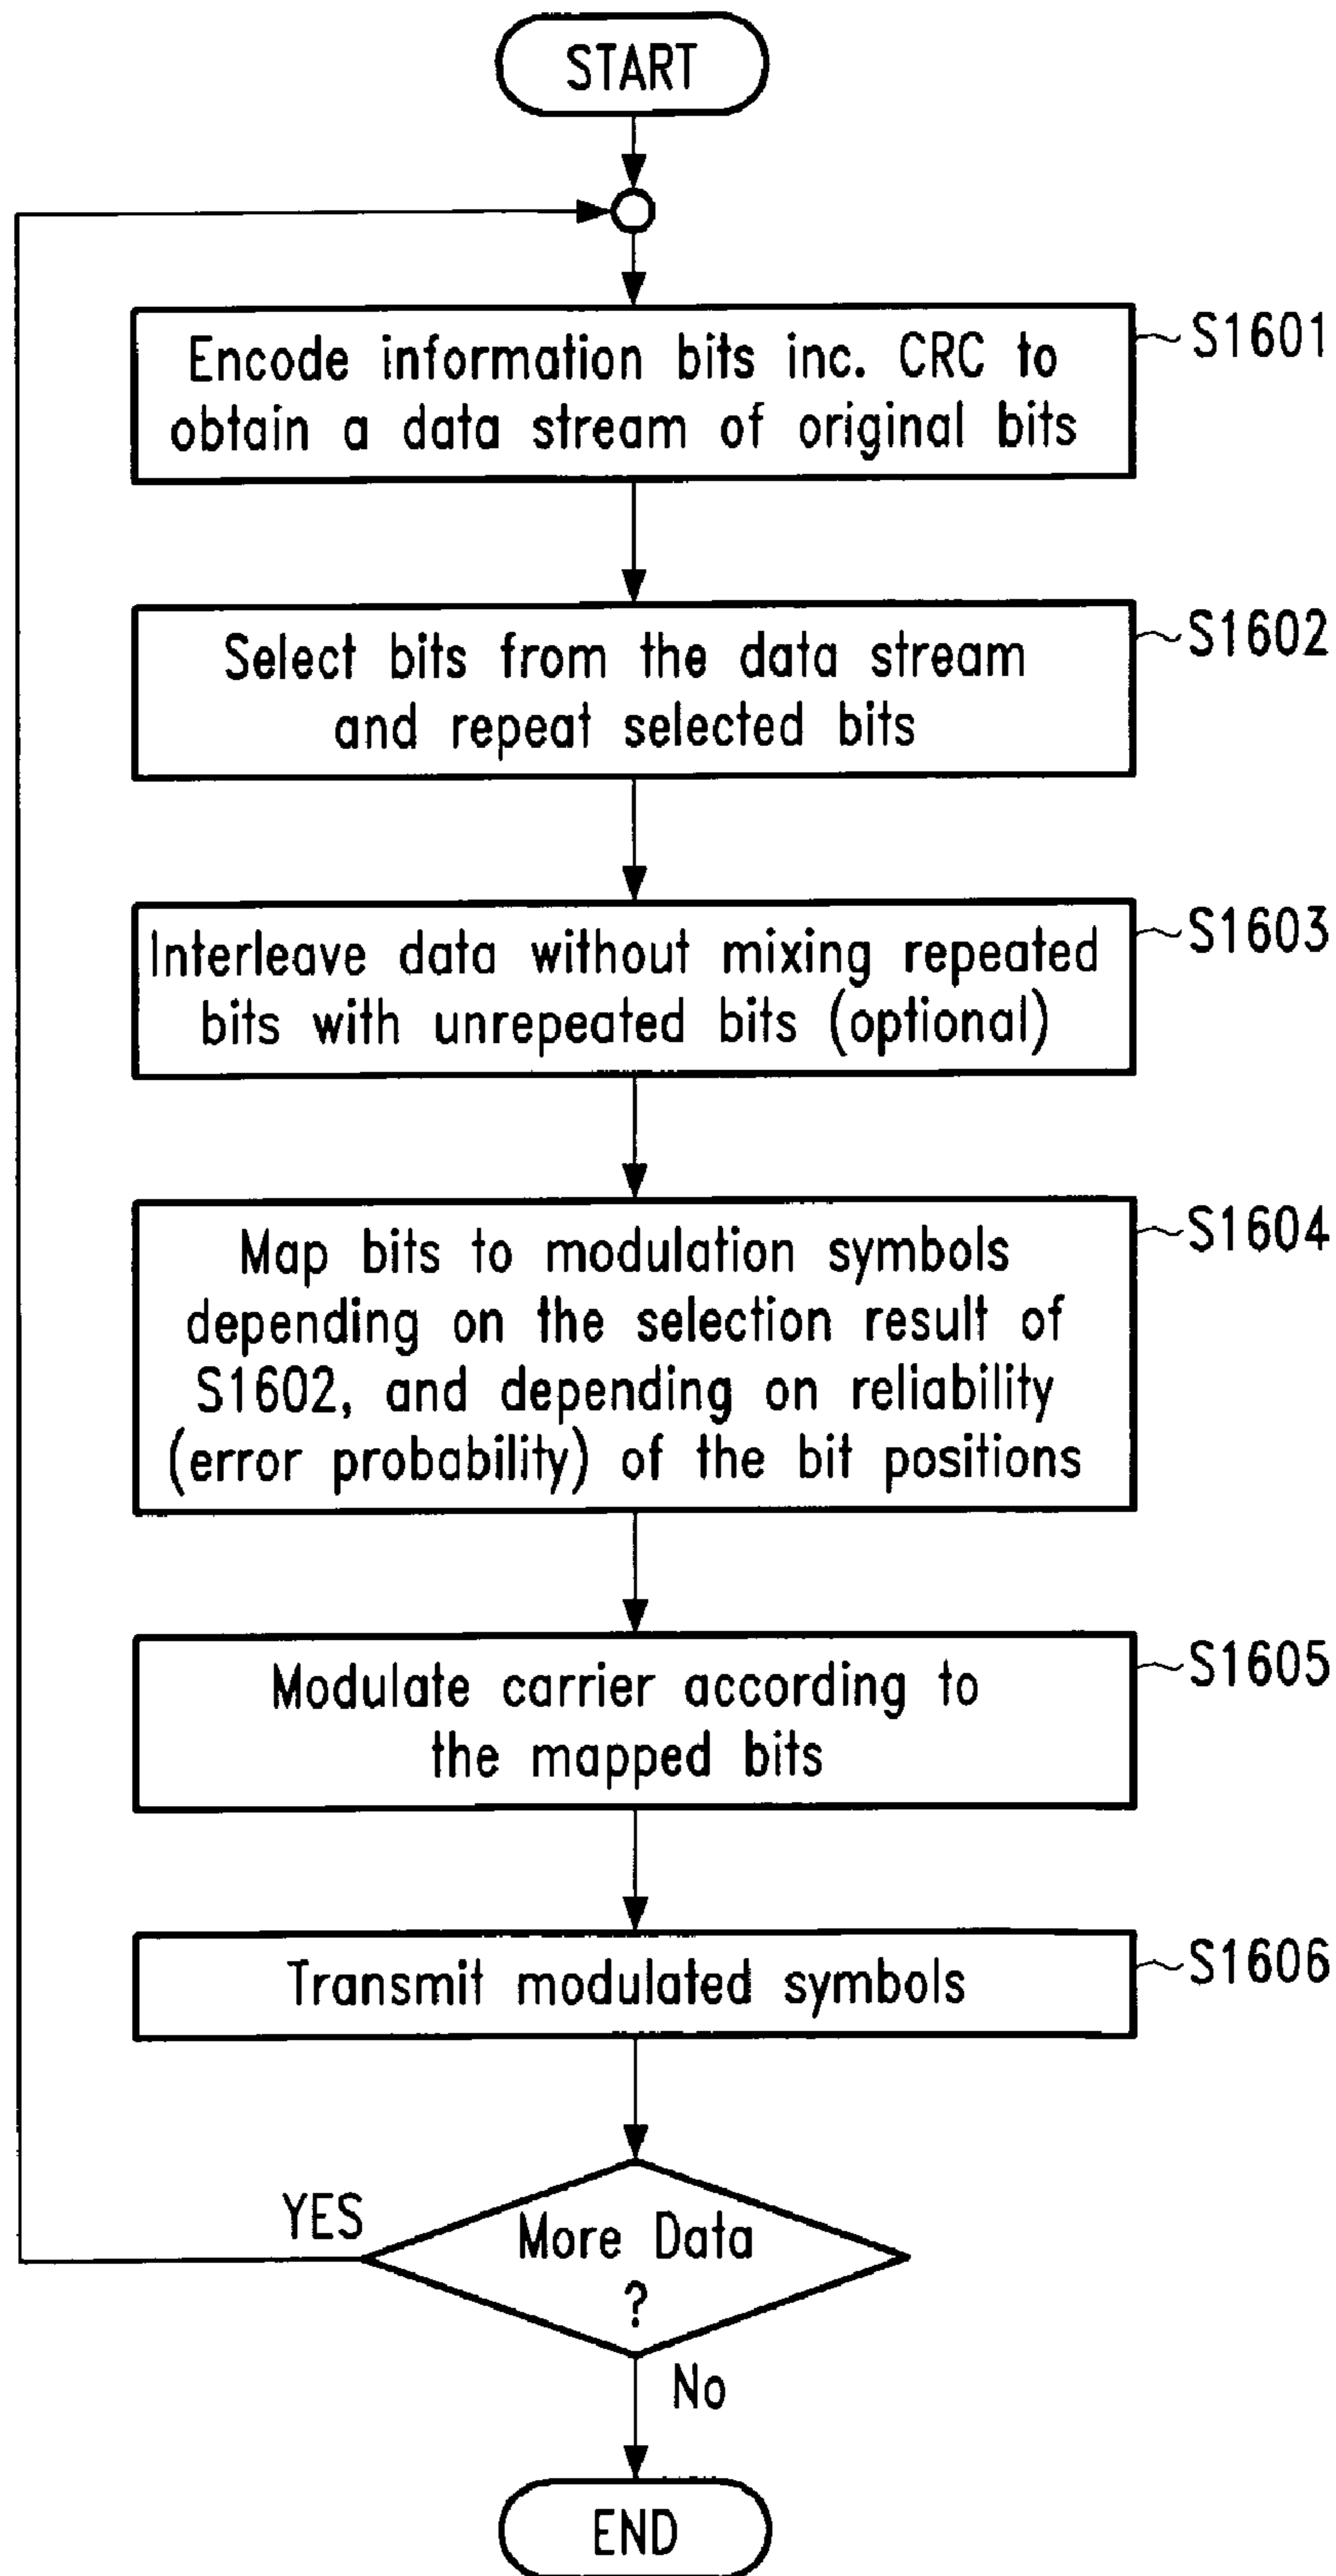 START
Encode information bits inc. CRC to
obtain a data stream of original bits
S1601
Select bits from the data stream
and repeat selected bits
S1602
Interleave data without mixing repeated
bits with unrepeated bits (optional)
S1603
Map bits to modulation symbols
depending on the selection result of
S1602, and depending on reliability
(error probability) of the bit positions
S1604
Modulate carrier according to
the mapped bits
S1605
Transmit modulated symbols
S1606
YES
More Data
?
No
END